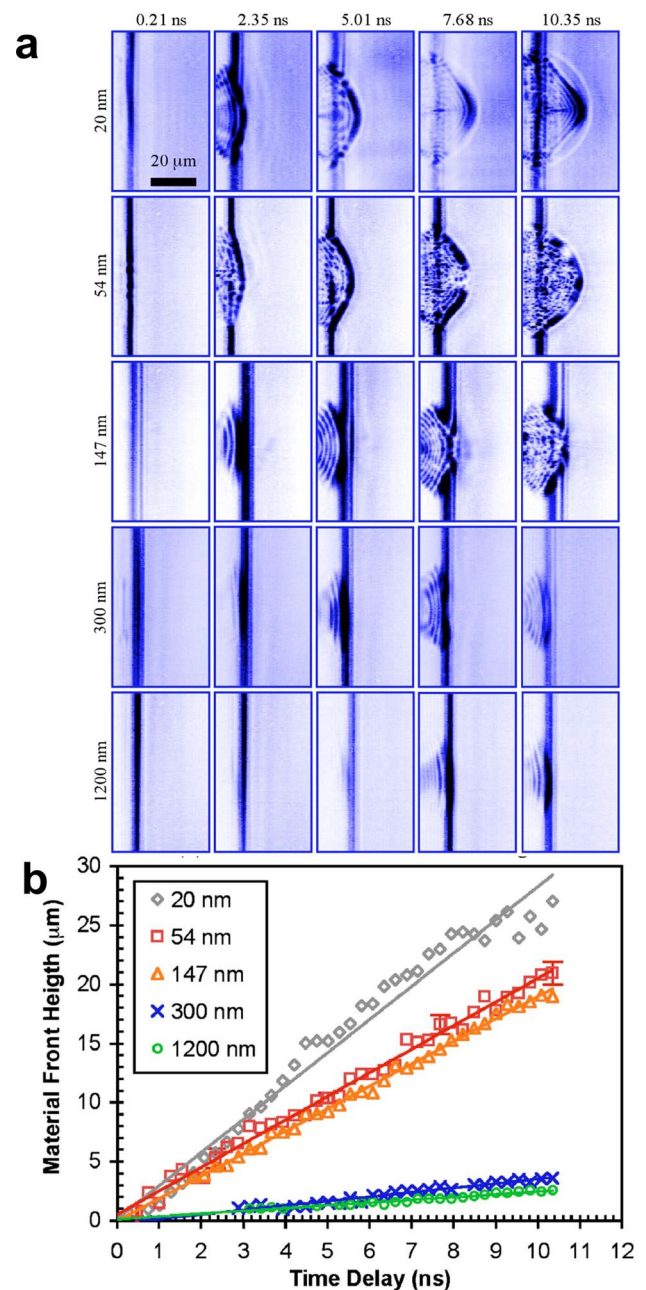 a
0.21 ns 2.35 ns 5.01 ns 7.68 ns 10.35 ns
20 nm
20 μm
54 nm
147 nm
300 nm
1200 nm
b
30
25
20
15
10
5
0
Material Front Heigth (μm)
20 nm
54 nm
147 nm
300 nm
1200 nm
0 1 2 3 4 5 6 7 8 9 10 11 12
Time Delay (ns)